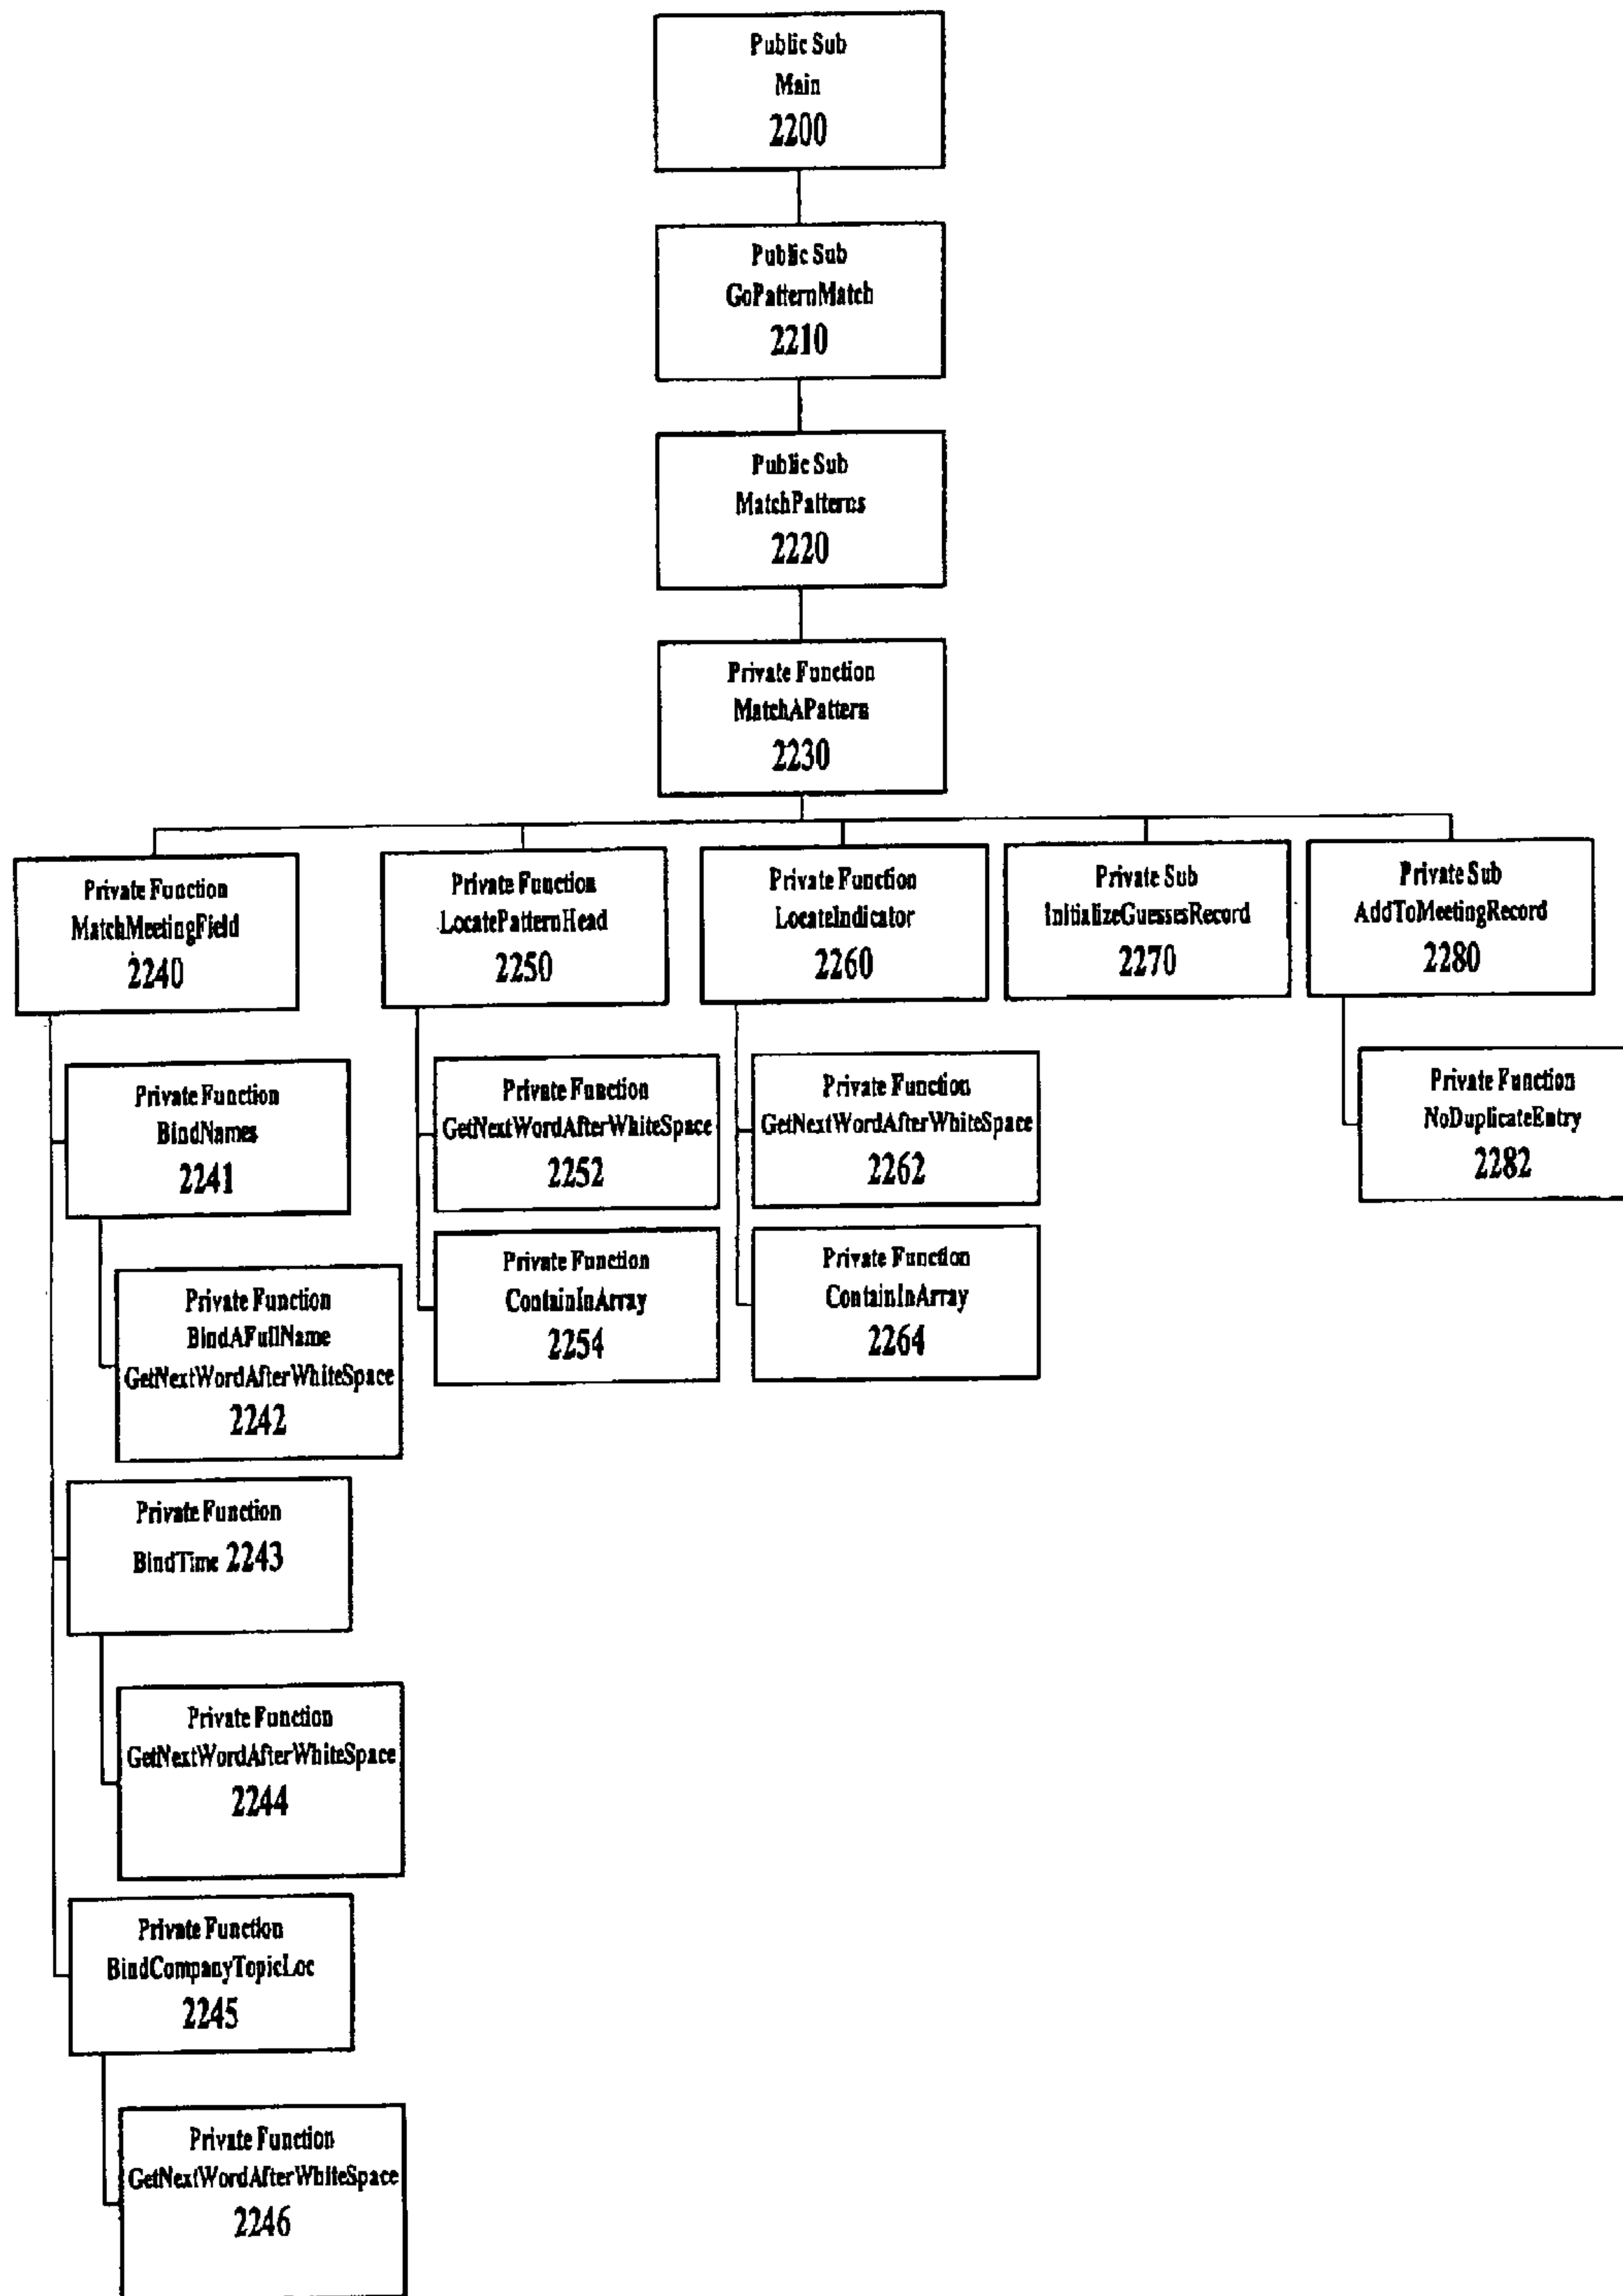 Public Sub
Main
2200
Public Sub
GoPatternMatch
2210
Public Sub
MatchPatterns
2220
Private Function
MatchAPattern
2230
Private Function
MatchMeetingField
2240
Private Function
LocatePatternHead
2250
Private Function
LocateIndicator
2260
Private Sub
InitializeGuessesRecord
2270
Private Sub
AddToMeetingRecord
2280
Private Function
BindNames
2241
Private Function
GetNextWordAfterWhiteSpace
2252
Private Function
GetNextWordAfterWhiteSpace
2262
Private Function
NoDuplicateEntry
2282
Private Function
ContainInArray
2254
Private Function
ContainInArray
2264
Private Function
BindAFullName
GetNextWordAfterWhiteSpace
2242
Private Function
BindTime 2243
Private Function
GetNextWordAfterWhiteSpace
2244
Private Function
BindCompanyTopicLoc
2245
Private Function
GetNextWordAfterWhiteSpace
2246